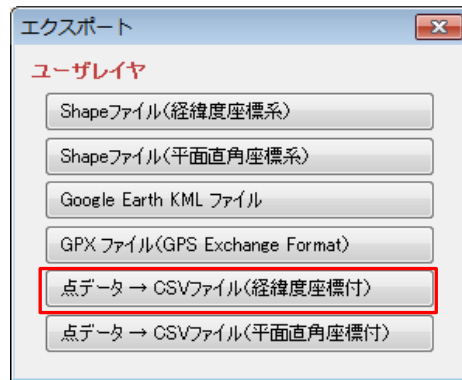 エクスポート
ユーザレイヤ
Shapeファイル(経緯度座標系)
Shapeファイル(平面直角座標系)
Google Earth KML ファイル
GPX ファイル(GPS Exchange Format)
点データ → CSVファイル(経緯度座標付)
点データ → CSVファイル(平面直角座標付)